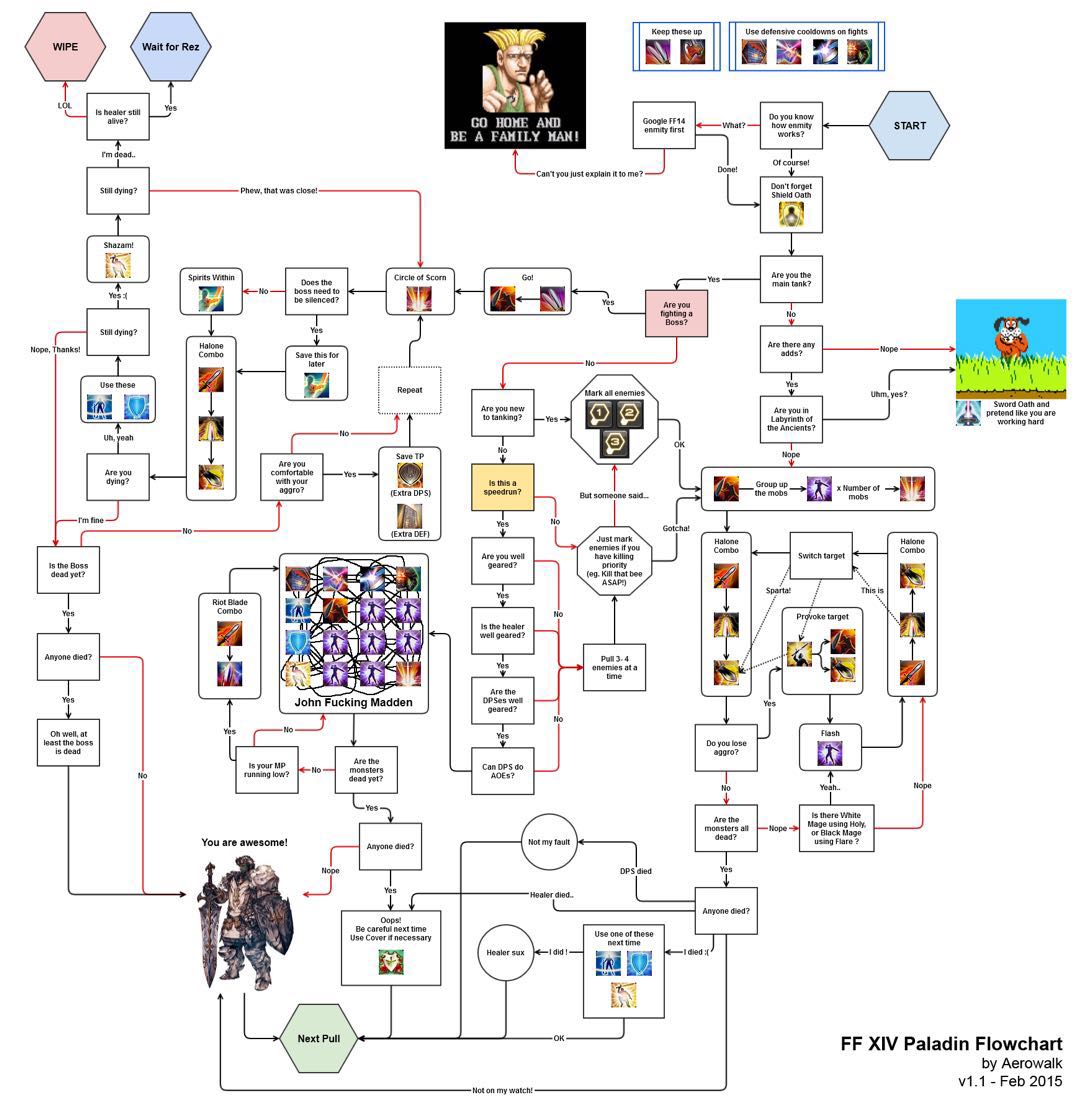 WIPE
Wait for Rez
LOL
Yes
Is healer still
alive?
I'm dead..
Still dying?
Phew, that was close!
Shazam!
Yes :(
Still dying?
Nope, Thanks!
Use these
Uh, yeah
Are you
dying?
I'm fine
No
GO HOME AND
BE A FAMILY MAN!
Keep these up
Use defensive cooldowns on fights
START
Do you know
how enmity
works?
What?
Google FF14
enmity first
Can't you just explain it to me?
Done!
Of course!
Don't forget
Shield Oath
Are you the
main tank?
Yes
No
Are you
fighting a
Boss?
Yes
Go!
Circle of Scorn
Does the
boss need to
be silenced?
No
Spirits Within
Yes
Save this for
later
Halone
Combo
Repeat
No
Are you
comfortable
with your
aggro?
Yes
Save TP
(Extra DPS)
(Extra DEF)
Are there any
adds?
Nope
Yes
Are you in
Labyrinth of
the Ancients?
Uhm, yes?
Sword Oath and
pretend like you are
working hard
Nope
No
Are you new
to tanking?
Yes
Mark all enemies
1
2
3
OK
No
Is this a
speedrun?
No
But someone said...
Just mark
enemies if you
have killing
priority
(eg. Kill that bee
ASAP!)
Gotcha!
Yes
Are you well
geared?
No
Yes
Is the healer
well geared?
Yes
Are the
DPSes well
geared?
No
Yes
Can DPS do
AOEs?
Pull 3- 4
enemies at a
time
Group up
the mobs
x Number of
mobs
Halone
Combo
Switch target
Halone
Combo
Sparta!
This is
Provoke target
Yes
Do you lose
aggro?
Flash
Yeah..
Nope
No
Are the
monsters all
dead?
Nope
Is there White
Mage using Holy,
or Black Mage
using Flare ?
Yes
Anyone died?
DPS died
Not my fault
Healer died..
I died :(
Use one of these
next time
I did !
Healer sux
OK
Not on my watch!
Is the Boss
dead yet?
Yes
Anyone died?
No
Yes
Oh well, at
least the boss
is dead
Riot Blade
Combo
John Fucking Madden
Yes
No
Is your MP
running low?
No
Are the
monsters
dead yet?
Yes
Anyone died?
Nope
Yes
Oops!
Be careful next time
Use Cover if necessary
You are awesome!
Next Pull
FF XIV Paladin Flowchart
by Aerowalk
v1.1 - Feb 2015